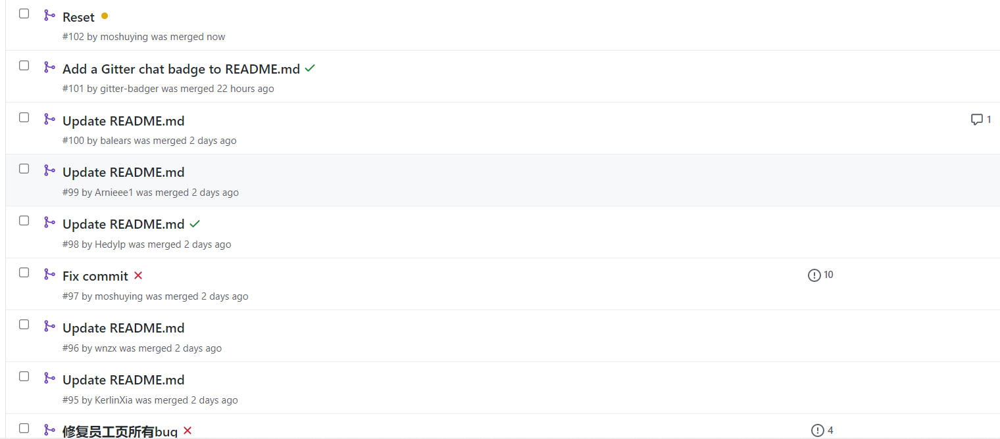 Reset
#102 by moshuying was merged now
Add a Gitter chat badge to README.md
#101 by gitter-badger was merged 22 hours ago
Update README.md
1
#100 by balears was merged 2 days ago
Update README.md
#99 by Arnieee1 was merged 2 days ago
Update README.md
#98 by Hedylp was merged 2 days ago
Fix commit
10
#97 by moshuying was merged 2 days ago
Update README.md
#96 by wnzx was merged 2 days ago
Update README.md
#95 by KerlinXia was merged 2 days ago
修复员工页所有bug
4